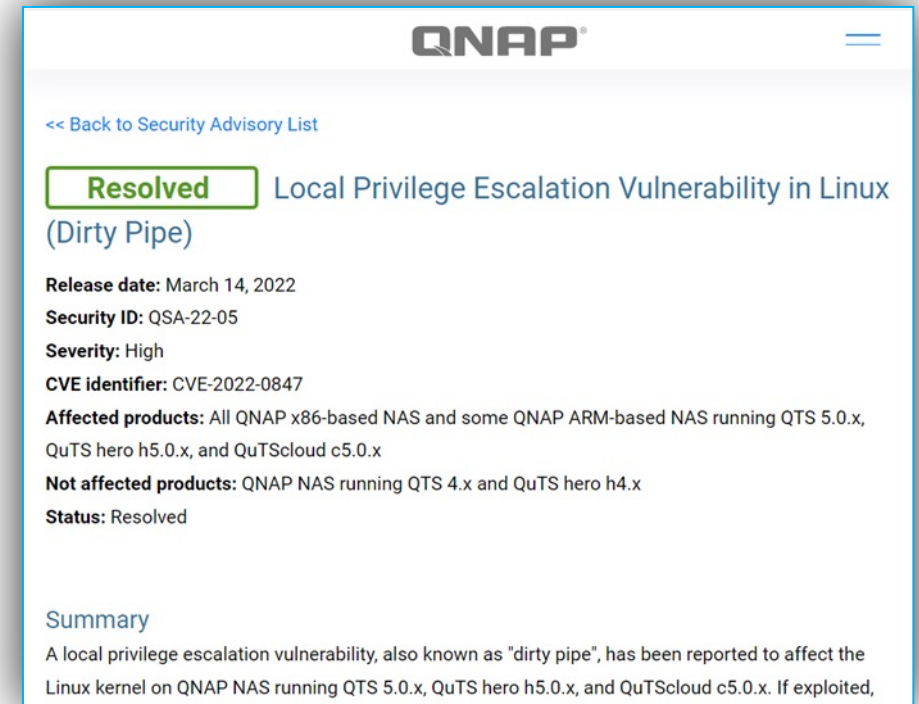 QNAP®
<< Back to Security Advisory List
Resolved Local Privilege Escalation Vulnerability in Linux
(Dirty Pipe)
Release date: March 14, 2022
Security ID: QSA-22-05
Severity: High
CVE identifier: CVE-2022-0847
Affected products: All QNAP x86-based NAS and some QNAP ARM-based NAS running QTS 5.0.x,
QuTS hero h5.0.x, and QuTScloud c5.0.x
Not affected products: QNAP NAS running QTS 4.x and QuTS hero h4.x
Status: Resolved
Summary
A local privilege escalation vulnerability, also known as "dirty pipe", has been reported to affect the
Linux kernel on QNAP NAS running QTS 5.0.x, QuTS hero h5.0.x, and QuTScloud c5.0.x. If exploited,